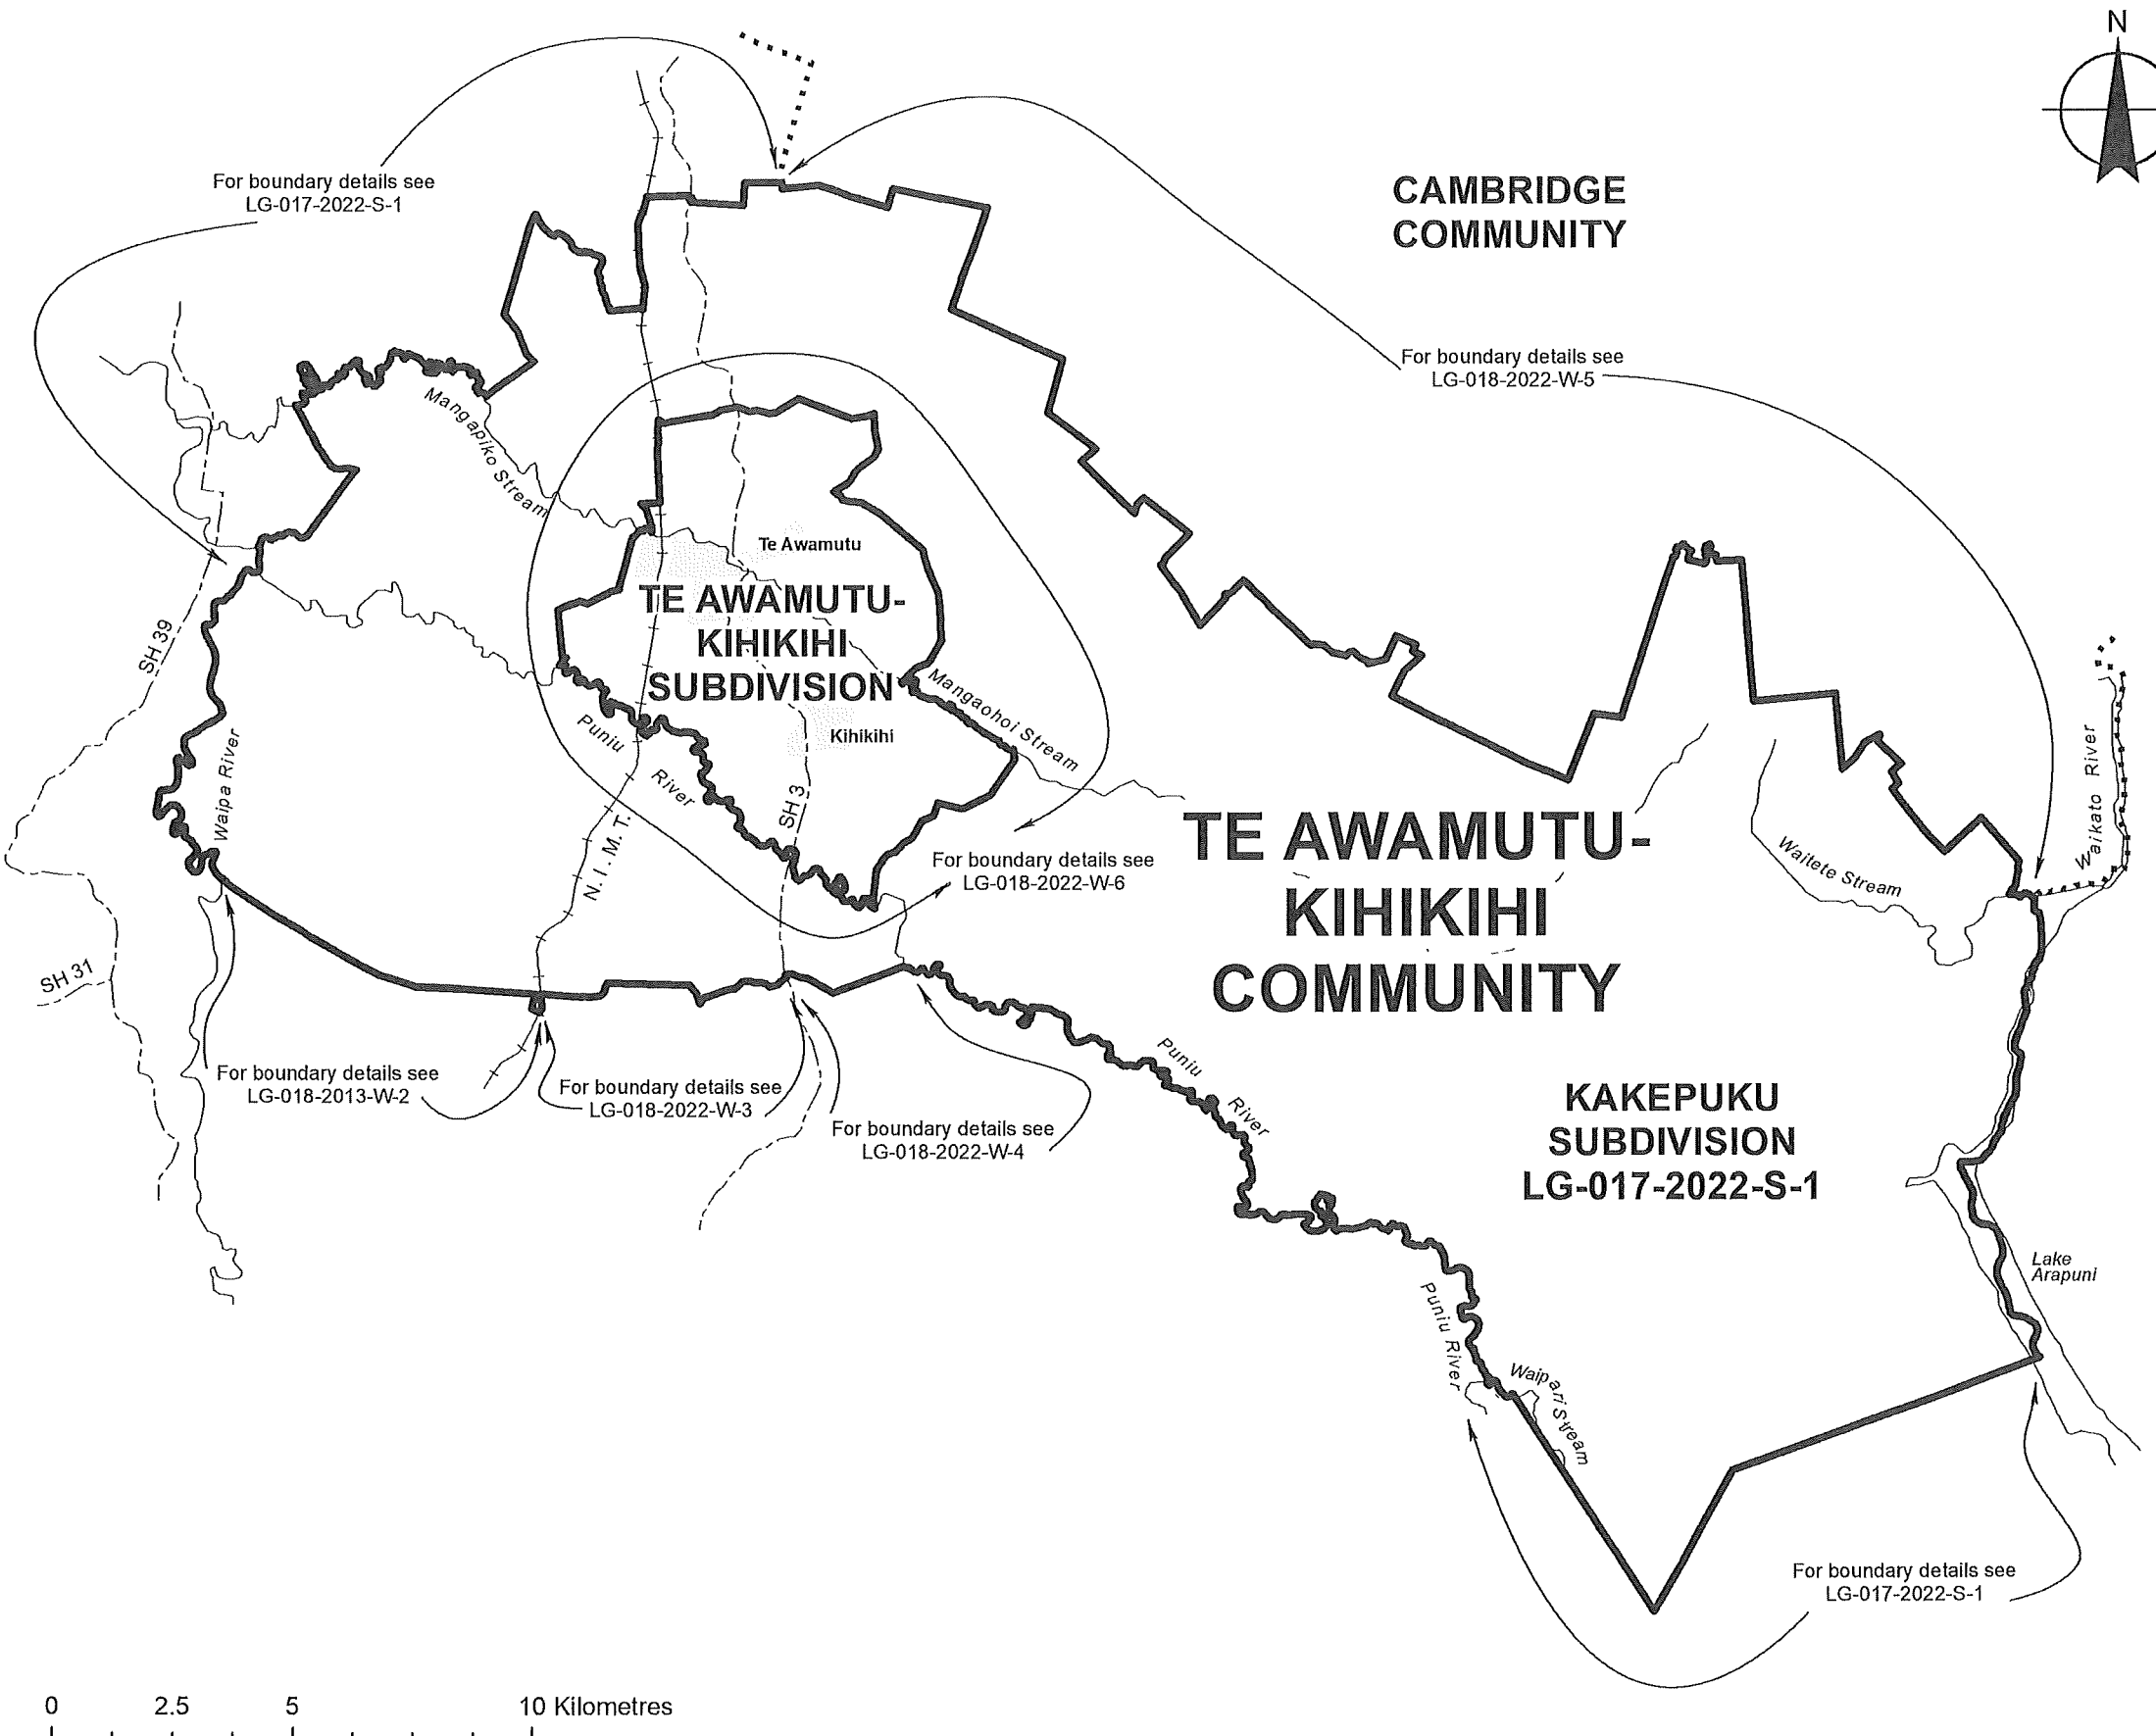 N
CAMBRIDGE
COMMUNITY
For boundary details see
LG-017-2022-S-1
For boundary details see
LG-018-2022-W-5
Mangapiko Stream
Te Awamutu
TE AWAMUTU-
KIHIKIHI
SUBDIVISION
SH 39
Mangaohoi Stream
Kihikihi
Puniu
River
Waipa River
SH 3
N. I. M. T.
Waikato River
TE AWAMUTU-
KIHIKIHI
COMMUNITY
Waitete Stream
For boundary details see
LG-018-2022-W-6
SH 31
For boundary details see
LG-018-2013-W-2
For boundary details see
LG-018-2022-W-3
For boundary details see
LG-018-2022-W-4
Puniu
River
KAKEPUKU
SUBDIVISION
LG-017-2022-S-1
Lake
Arapuni
Puniu River
Waipari Stream
For boundary details see
LG-017-2022-S-1
0 2.5 5 10 Kilometres